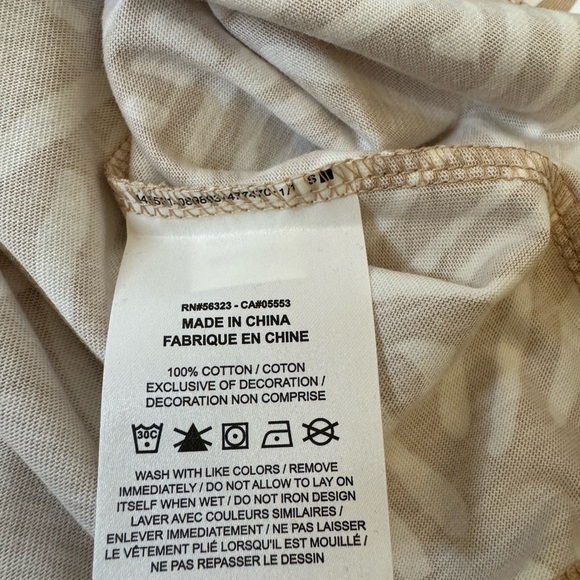 RN#56323 - CA#05553
MADE IN CHINA
FABRIQUE EN CHINE
100% COTTON / COTON
EXCLUSIVE OF DECORATION /
DECORATION NON COMPRISE
30C
WASH WITH LIKE COLORS / REMOVE
IMMEDIATELY / DO NOT ALLOW TO LAY ON
ITSELF WHEN WET / DO NOT IRON DESIGN
LAVER AVEC COULEURS SIMILAIRES /
ENLEVER IMMEDIATEMENT / NE PAS LAISSER
LE VÊTEMENT PLIÉ LORSQU'IL EST MOUILLÉ /
NE PAS REPASSER LE DESSIN